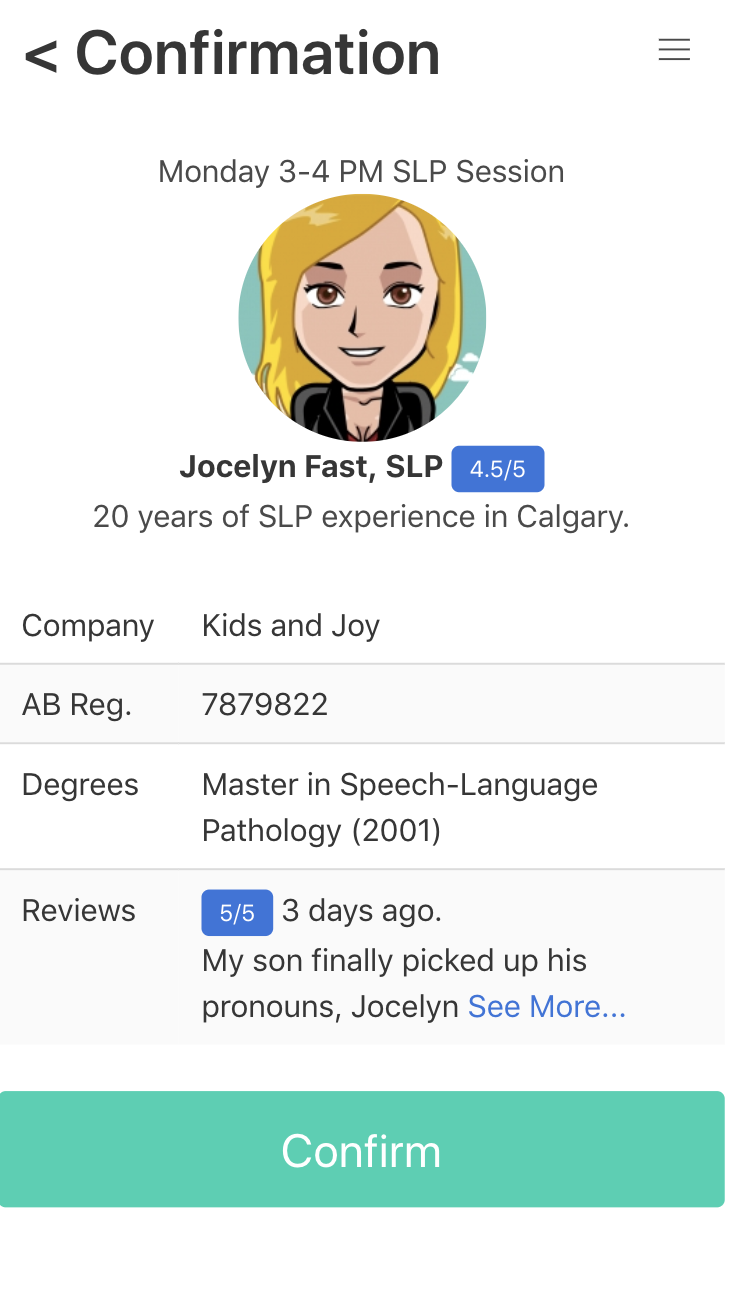 < Confirmation
Monday 3-4 PM SLP Session
Jocelyn Fast, SLP 4.5/5
20 years of SLP experience in Calgary.
Company Kids and Joy
AB Reg. 7879822
Degrees Master in Speech-Language
Pathology (2001)
Reviews 5/5 3 days ago.
My son finally picked up his
pronouns, Jocelyn See More...
Confirm